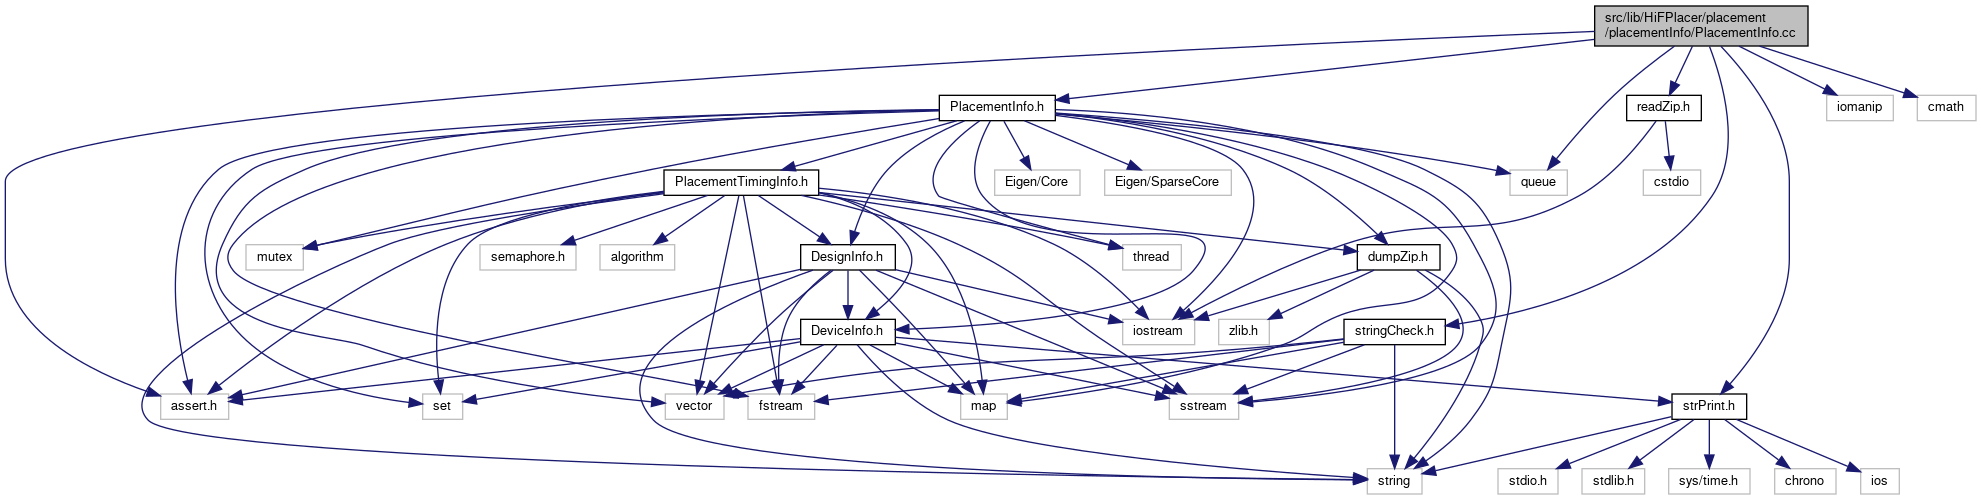 src/lib/HiFPlacer/placement
/placementInfo/PlacementInfo.cc
PlacementInfo.h
readZip.h
iomanip
cmath
PlacementTimingInfo.h
Eigen/Core
Eigen/SparseCore
queue
cstdio
mutex
semaphore.h
algorithm
DesignInfo.h
thread
dumpZip.h
DeviceInfo.h
iostream
zlib.h
stringCheck.h
assert.h
set
vector
fstream
map
sstream
strPrint.h
string
stdio.h
stdlib.h
sys/time.h
chrono
ios